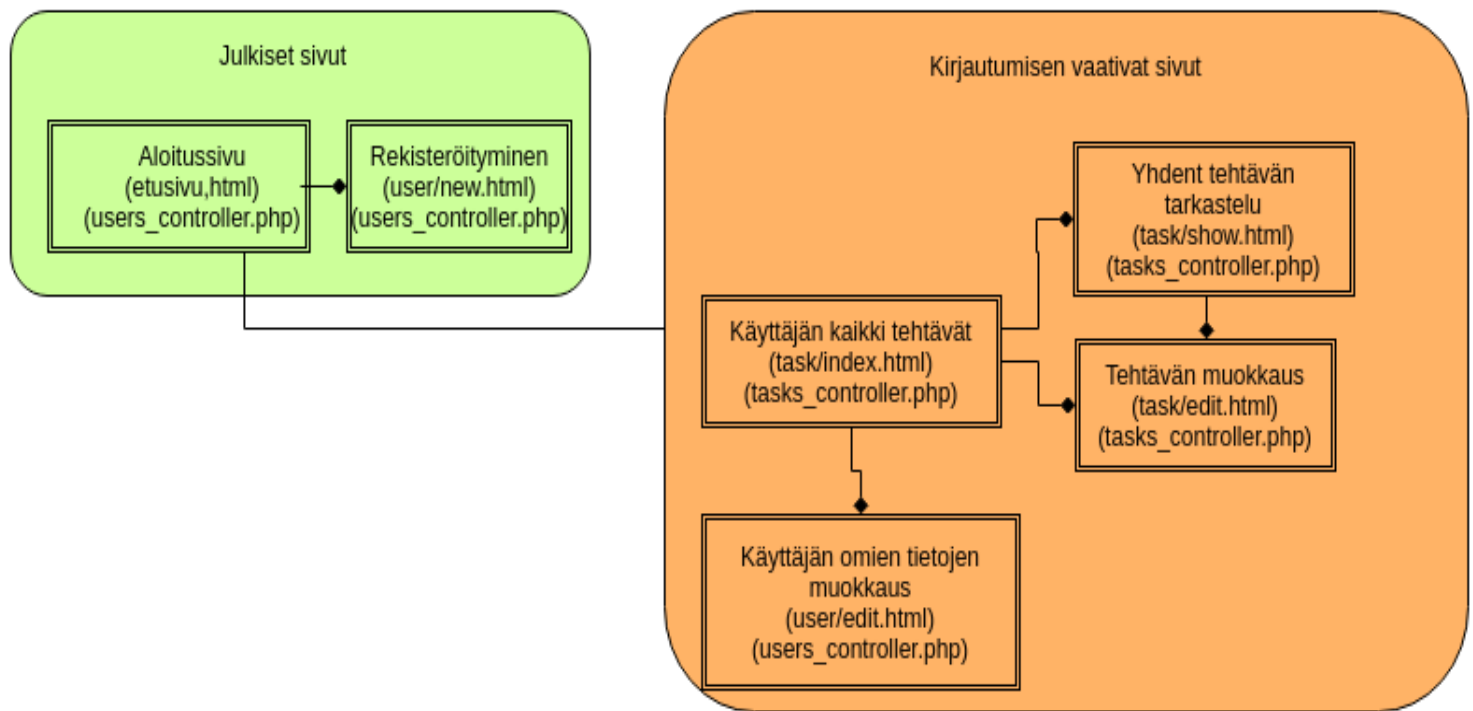 Julkiset sivut
Aloitussivu
(etusivu,html)
(users_controller.php)
Rekisteröityminen
(user/new.html)
(users_controller.php)
Kirjautumisen vaativat sivut
Käyttäjän kaikki tehtävät
(task/index.html)
(tasks_controller.php)
Yhdent tehtävän
tarkastelu
(task/show.html)
(tasks_controller.php)
Tehtävän muokkaus
(task/edit.html)
(tasks_controller.php)
Käyttäjän omien tietojen
muokkaus
(user/edit.html)
(users_controller.php)